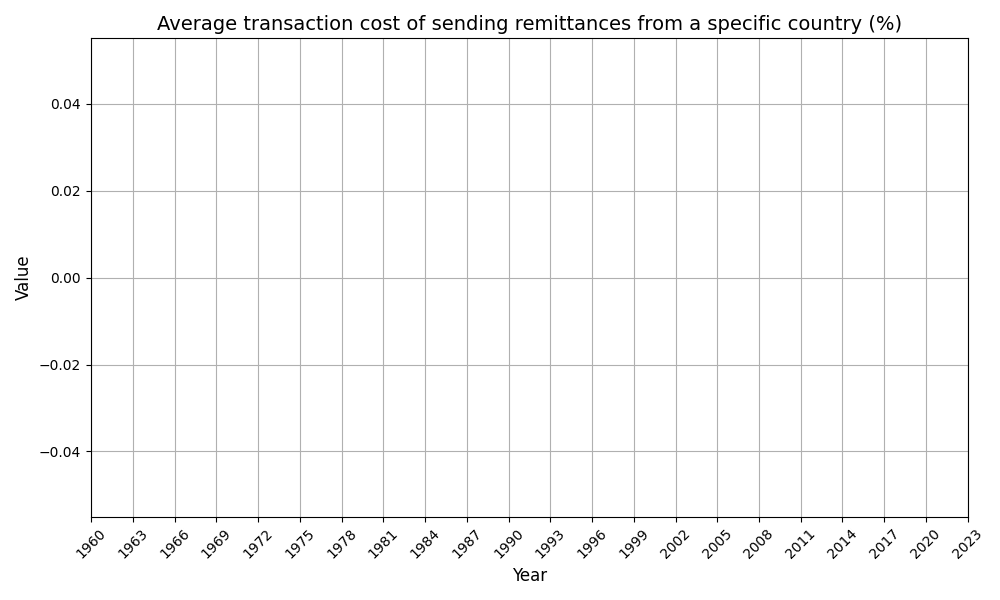 Average transaction cost of sending remittances from a specific country (%)
0.04
0.02
0.00
−0.02
−0.04
Value
1960 1963 1966 1969 1972 1975 1978 1981 1984 1987 1990 1993 1996 1999 2002 2005 2008 2011 2014 2017 2020 2023
Year